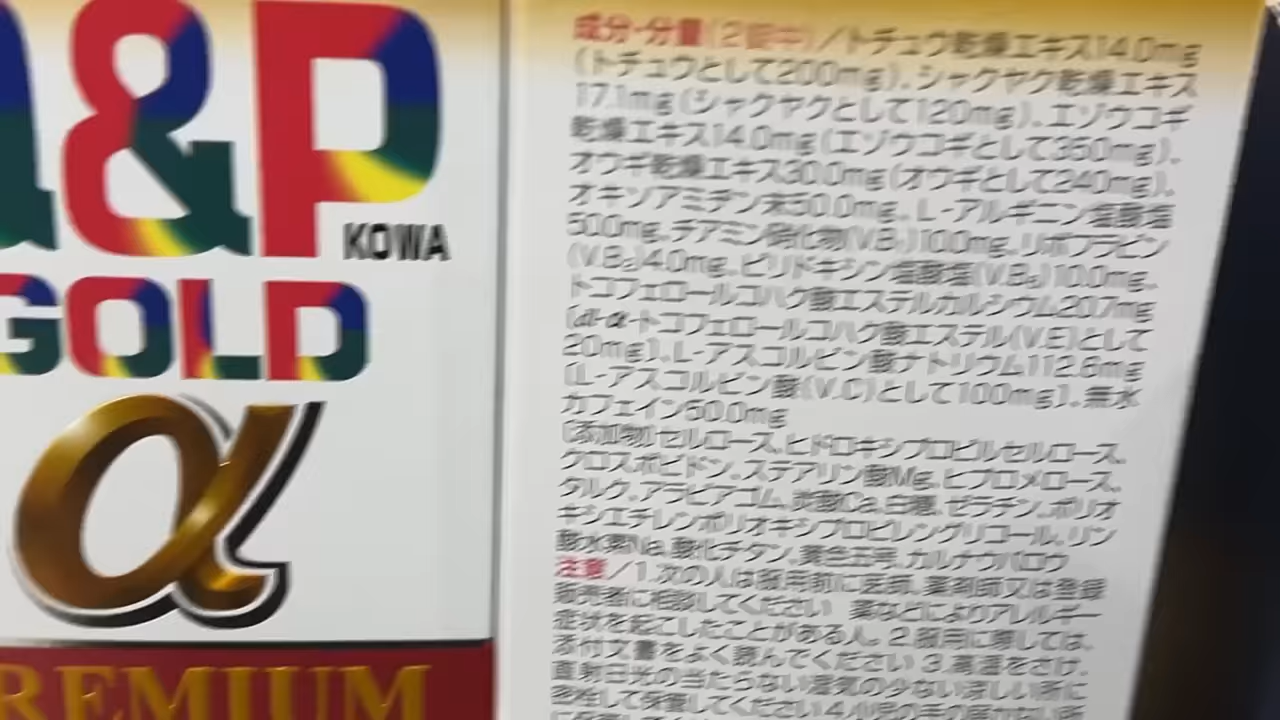 &P
KOWA
GOLD
α
REMIUM
成分・分量(2錠中)/トチュウ乾燥エキス14.0mg
(トチュウとして200mg)、シャクヤク乾燥エキス
17.1mg(シャクヤクとして120mg)、エゾウコギ
乾燥エキス14.0mg(エゾウコギとして350mg)、
オウギ乾燥エキス30.0mg(オウギとして240mg)、
オキソアミヂン末50.0mg、L-アルギニン塩酸塩
50.0mg、チアミン硝化物(V.B₁)10.0mg、リボフラビン
(V.B₂)4.0mg、ピリドキシン塩酸塩(V.B₆)10.0mg、
トコフェロールコハク酸エステルカルシウム20.7mg
〔dl-α-トコフェロールコハク酸エステル(V.E)として
20mg〕、L-アスコルビン酸ナトリウム112.6mg
〔L-アスコルビン酸(V.C)として100mg〕、無水
カフェイン50.0mg
〔添加物〕セルロース、ヒドロキシプロピルセルロース、
クロスポビドン、ステアリン酸Mg、ヒプロメロース、
タルク、アラビアゴム、炭酸Ca、白糖、ゼラチン、ポリオ
キシエチレンポリオキシプロピレングリコール、リン
酸水素Na、酸化チタン、黄色五号、カルナウバロウ
注意/1.次の人は服用前に医師、薬剤師又は登録
販売者に相談してください 薬などによりアレルギー
症状を起こしたことがある人。2.服用に際しては、
添付文書をよく読んでください 3.高温をさけ、
直射日光の当たらない湿気の少ない涼しい所に
密栓して保管してください 4.小児の手の届かない所